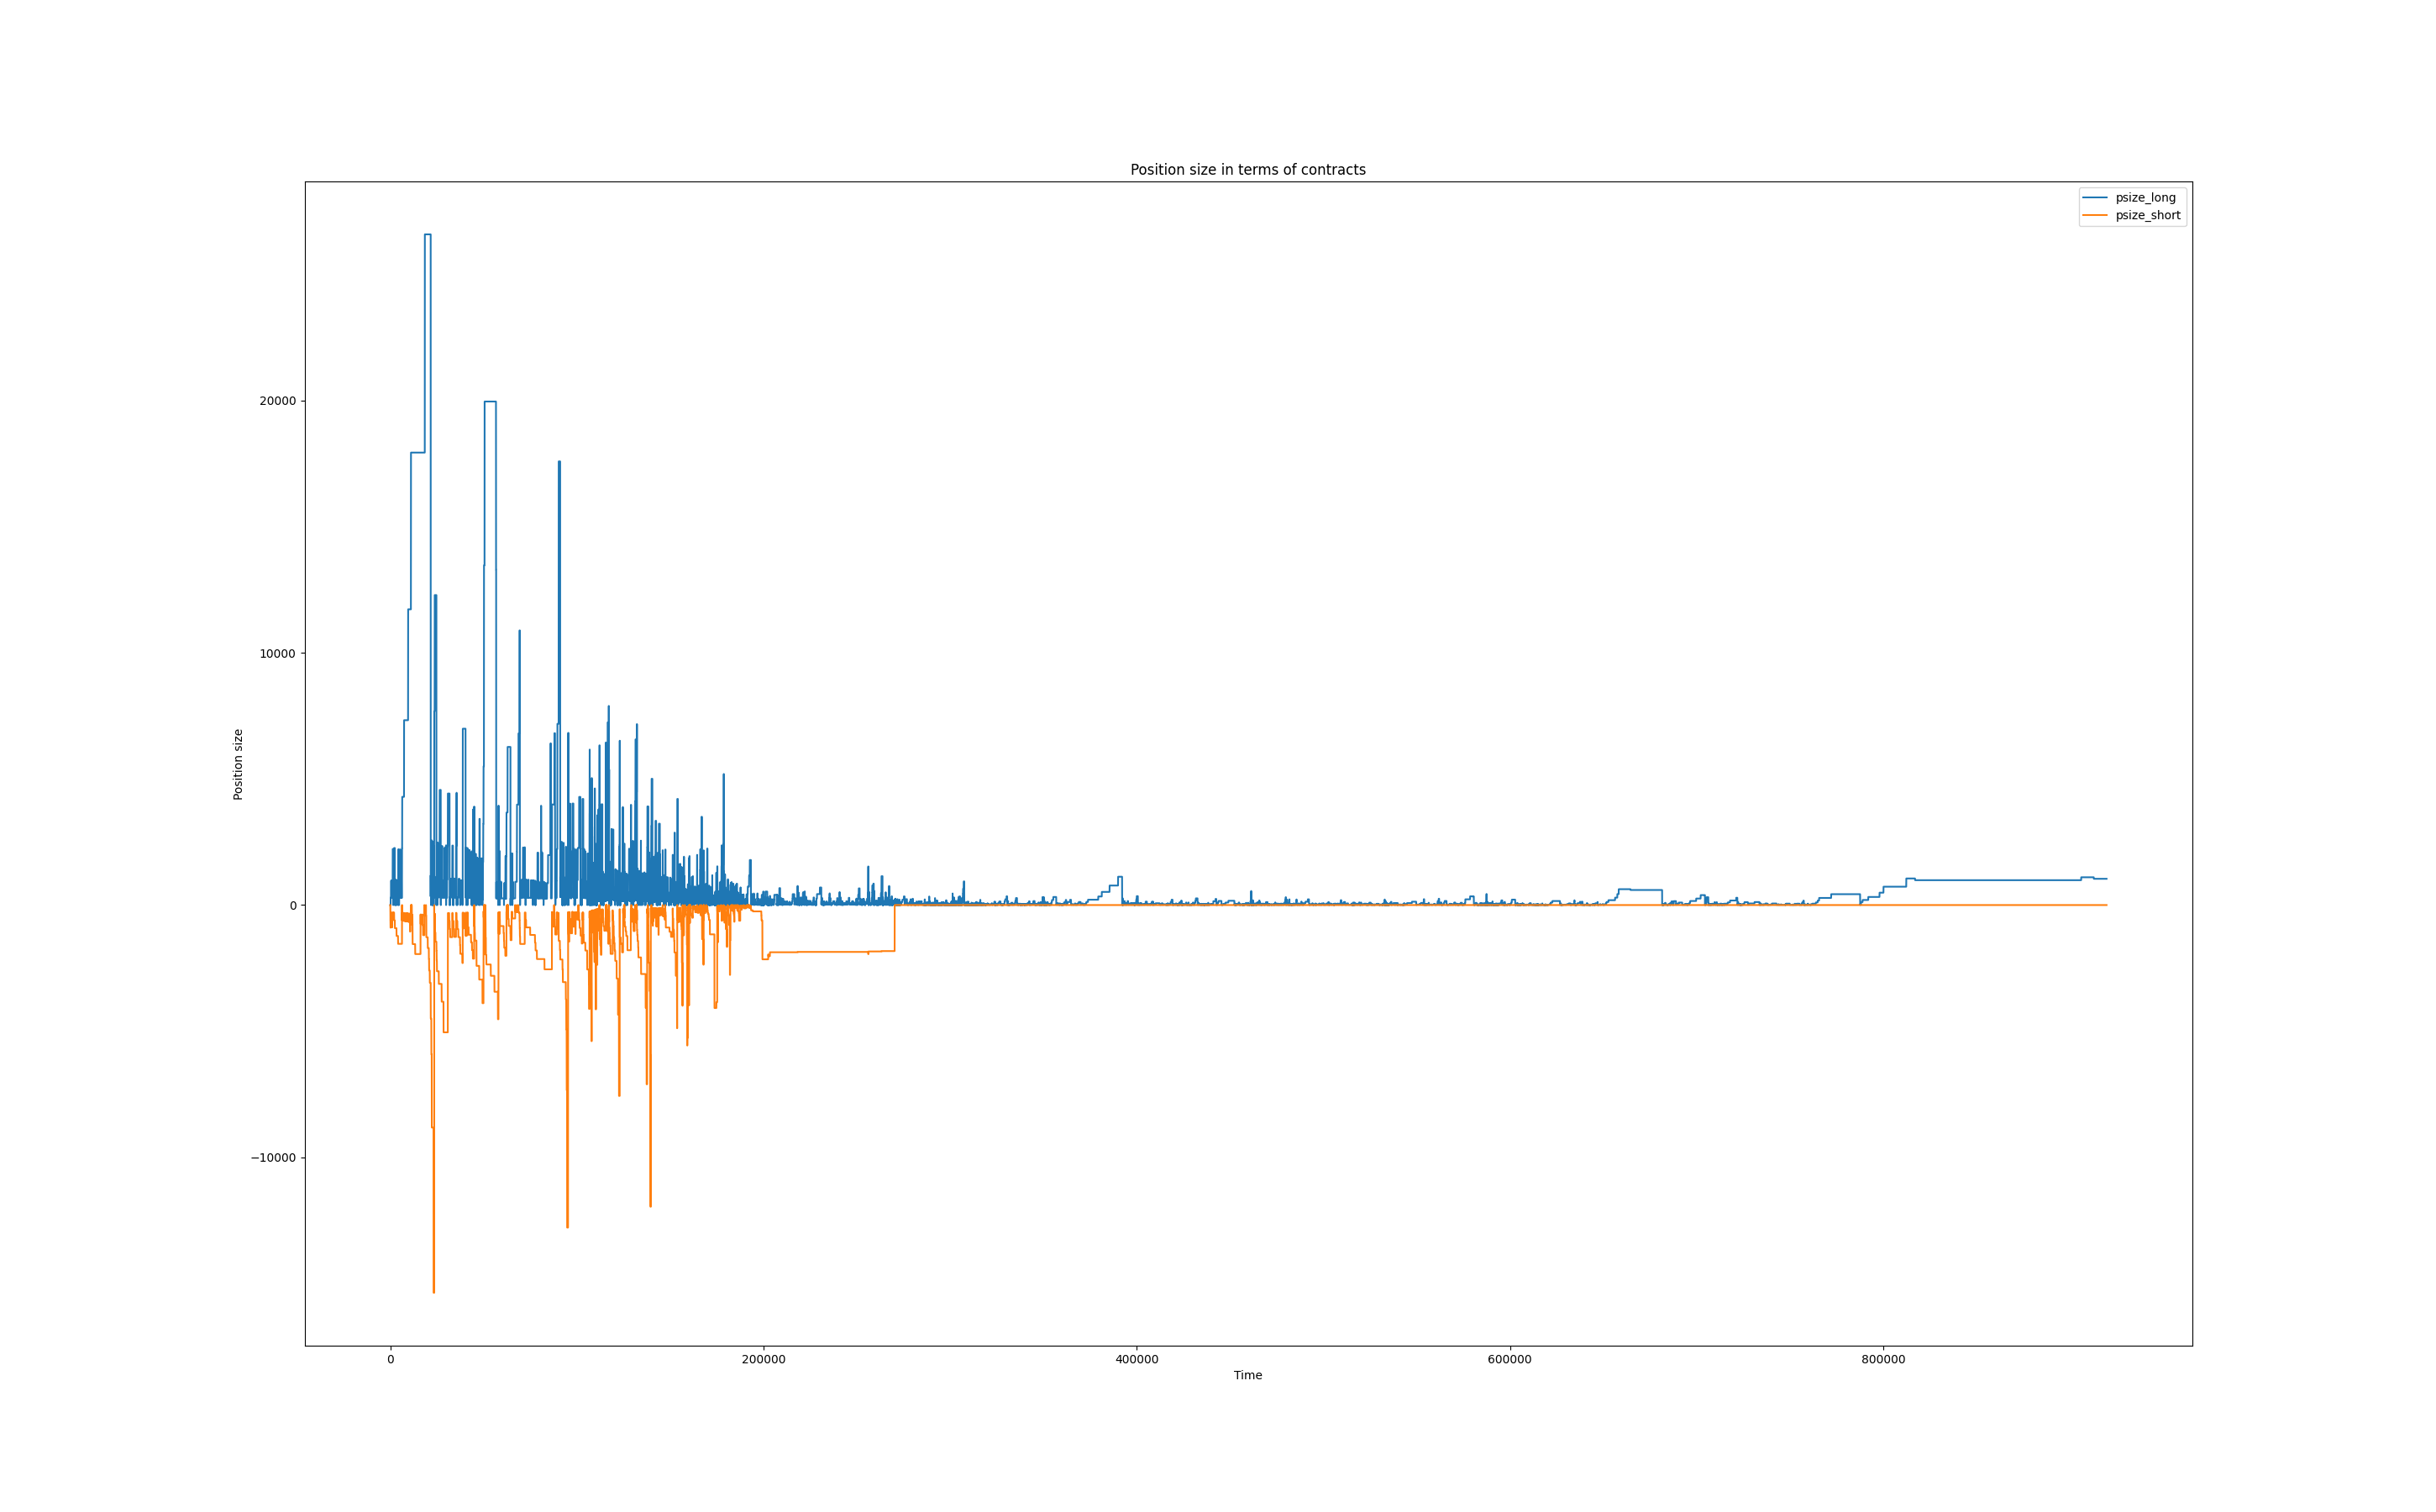 Position size in terms of contracts
psize_long
psize_short
20000
10000
0
−10000
Position size
0
200000
400000
600000
800000
Time